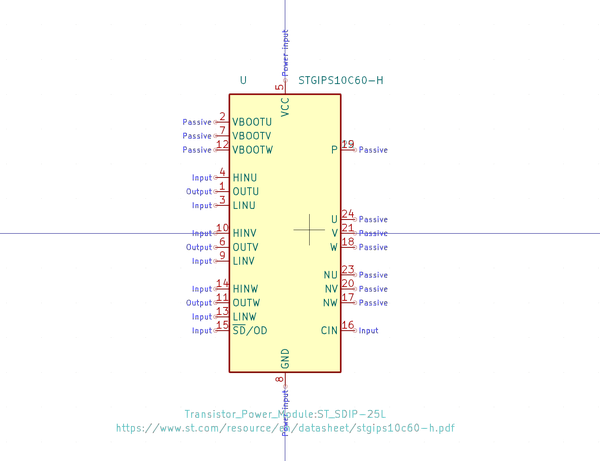 Power input
U STGIPS10C60-H
5
VCC
Passive 2 VBOOTU
Passive 7 VBOOTV
Passive 12 VBOOTW P 19 Passive
Input 4 HINU
Output 1 OUTU
Input 3 LINU
U 24 Passive
Input 10 HINV V 21 Passive
Output 6 OUTV W 18 Passive
Input 9 LINV
NU 23 Passive
Input 14 HINW NV 20 Passive
Output 11 OUTW NW 17 Passive
Input 13 LINW
Input 15 SD/OD CIN 16 Input
GND
8
Power input
Transistor_Power_Module:ST_SDIP-25L
https://www.st.com/resource/en/datasheet/stgips10c60-h.pdf